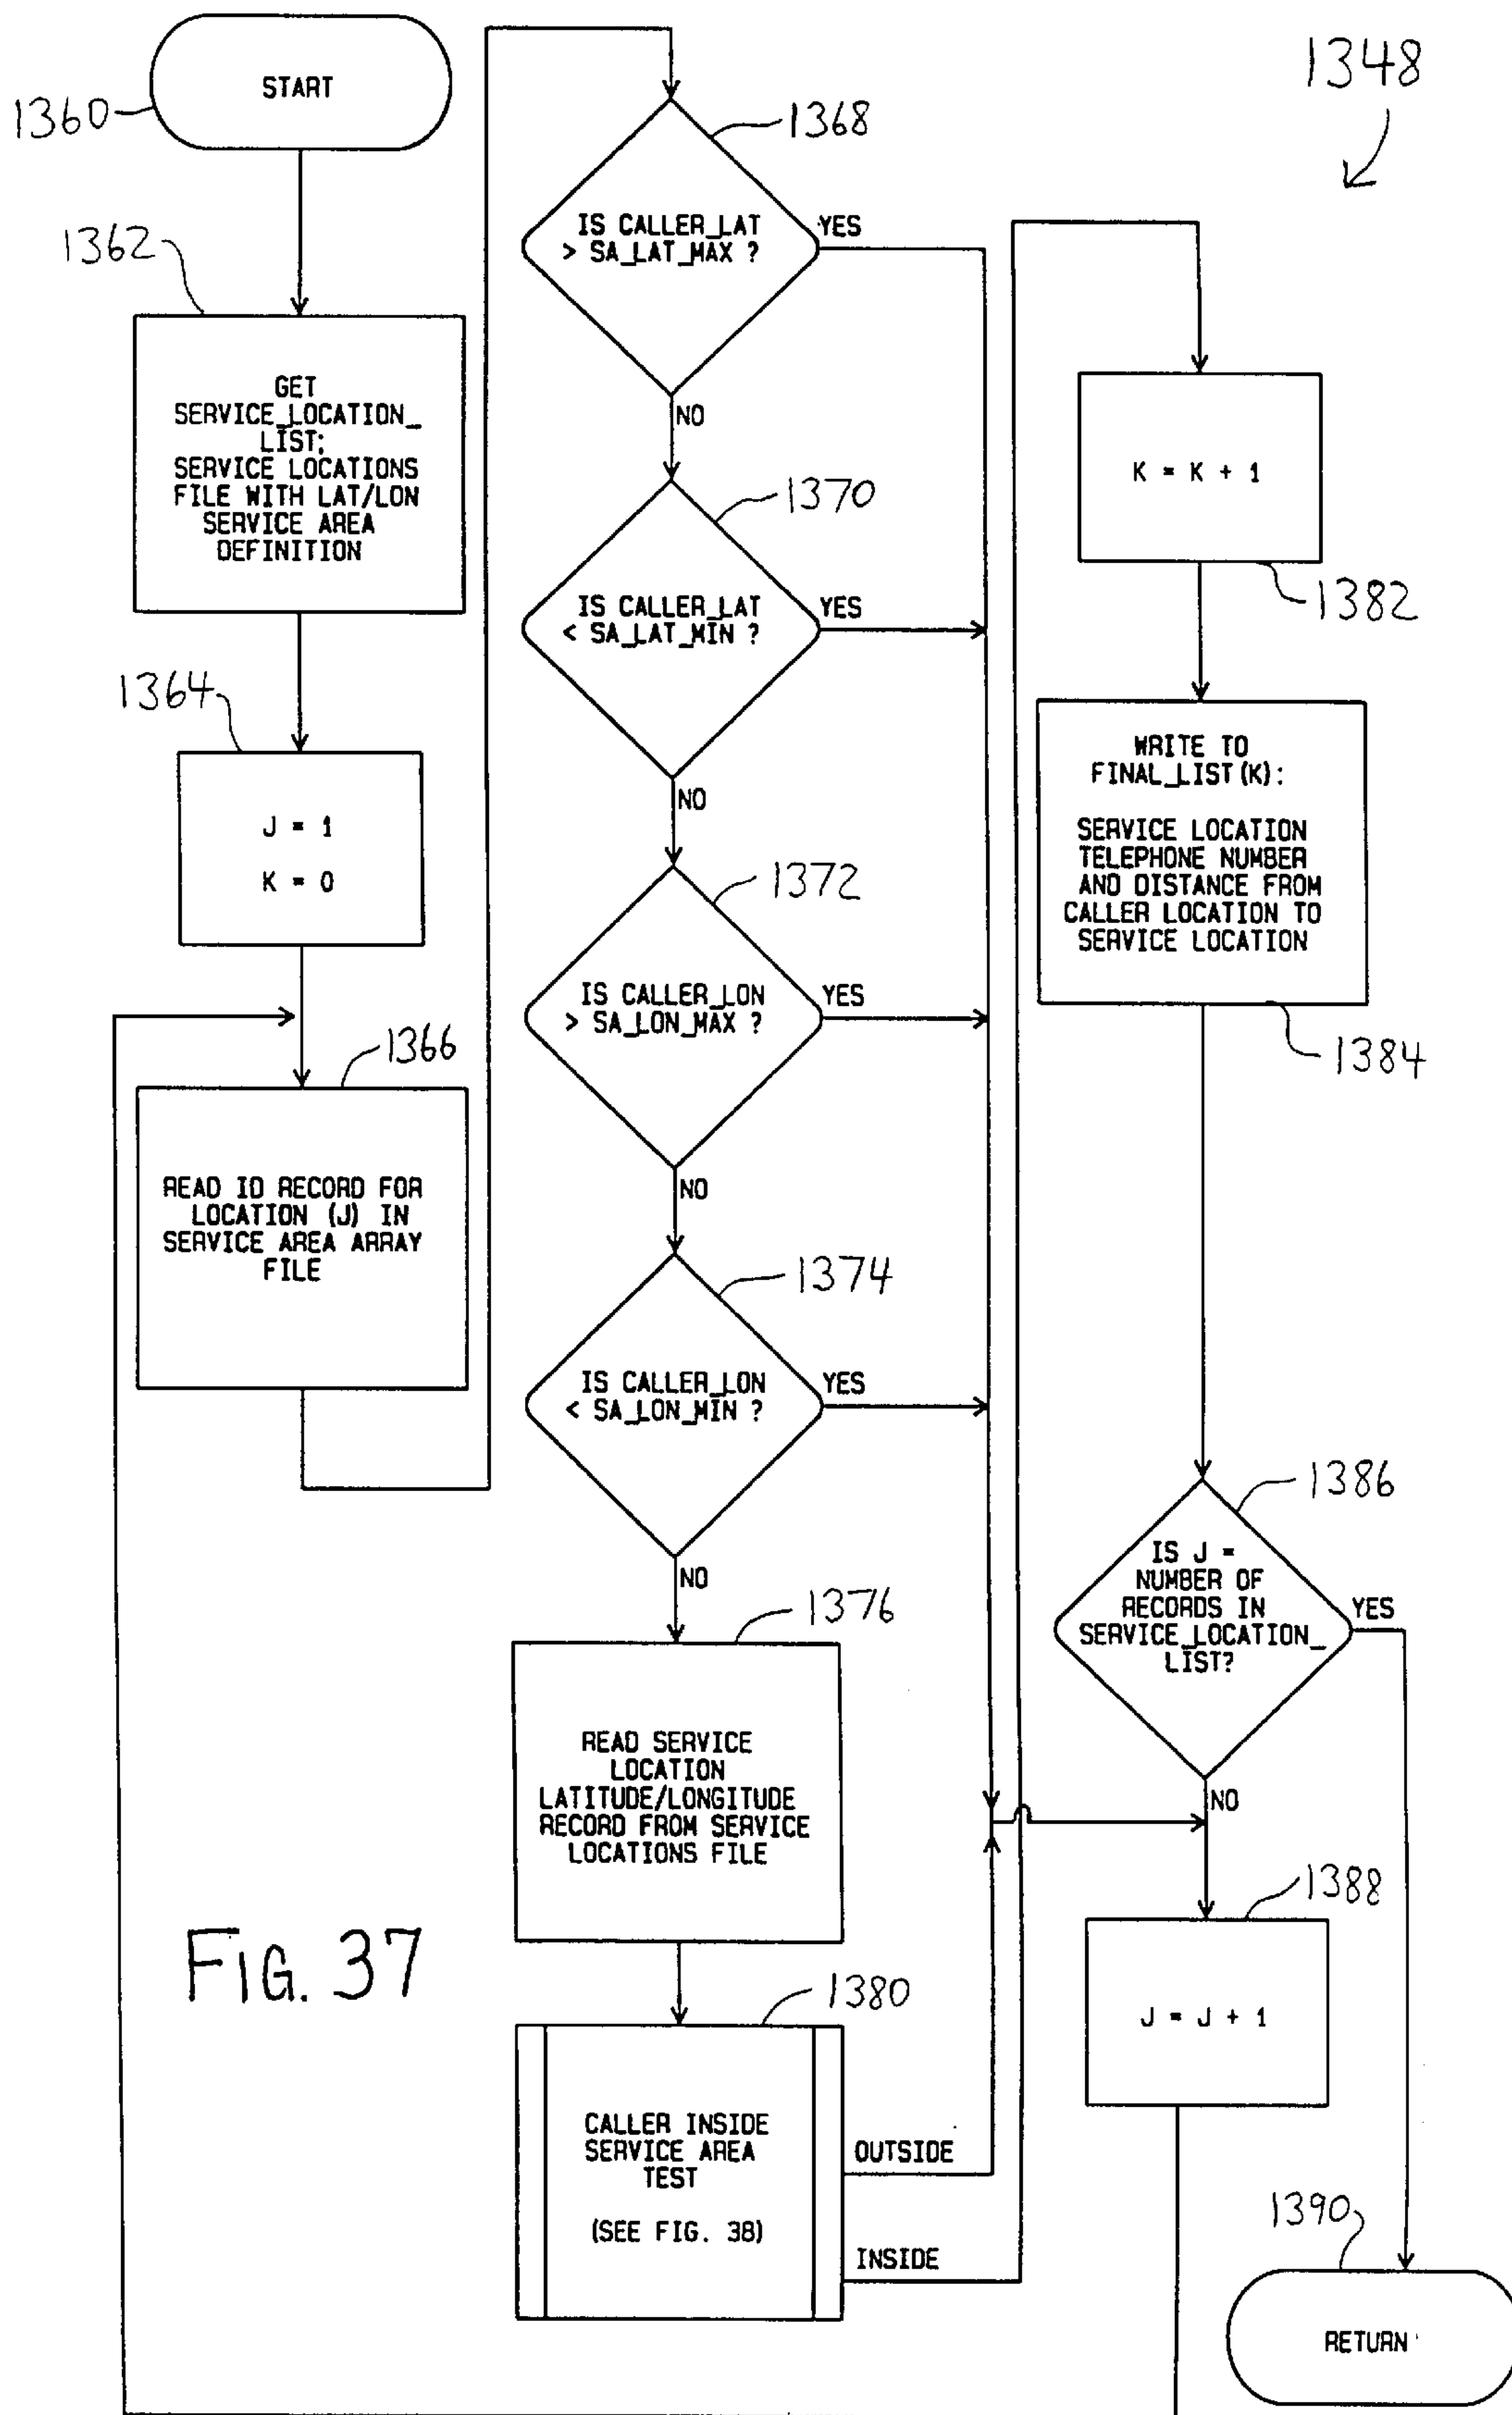 START
1360
1362
GET
SERVICE_LOCATION_
LIST:
SERVICE LOCATIONS
FILE WITH LAT/LON
SERVICE AREA
DEFINITION
1364
J = 1
K = 0
1366
READ ID RECORD FOR
LOCATION (J) IN
SERVICE AREA ARRAY
FILE
1368
IS CALLER_LAT
> SA_LAT_MAX ?
YES
NO
1370
IS CALLER_LAT
< SA_LAT_MIN ?
YES
NO
1372
IS CALLER_LON
> SA_LON_MAX ?
YES
NO
1374
IS CALLER_LON
< SA_LON_MIN ?
YES
NO
1376
READ SERVICE
LOCATION
LATITUDE/LONGITUDE
RECORD FROM SERVICE
LOCATIONS FILE
1380
CALLER INSIDE
SERVICE AREA
TEST
(SEE FIG. 38)
OUTSIDE
INSIDE
1348
K = K + 1
1382
WRITE TO
FINAL_LIST(K):
SERVICE LOCATION
TELEPHONE NUMBER
AND DISTANCE FROM
CALLER LOCATION TO
SERVICE LOCATION
1384
1386
IS J =
NUMBER OF
RECORDS IN
SERVICE_LOCATION_
LIST?
YES
NO
1388
J = J + 1
1390
RETURN
FIG. 37